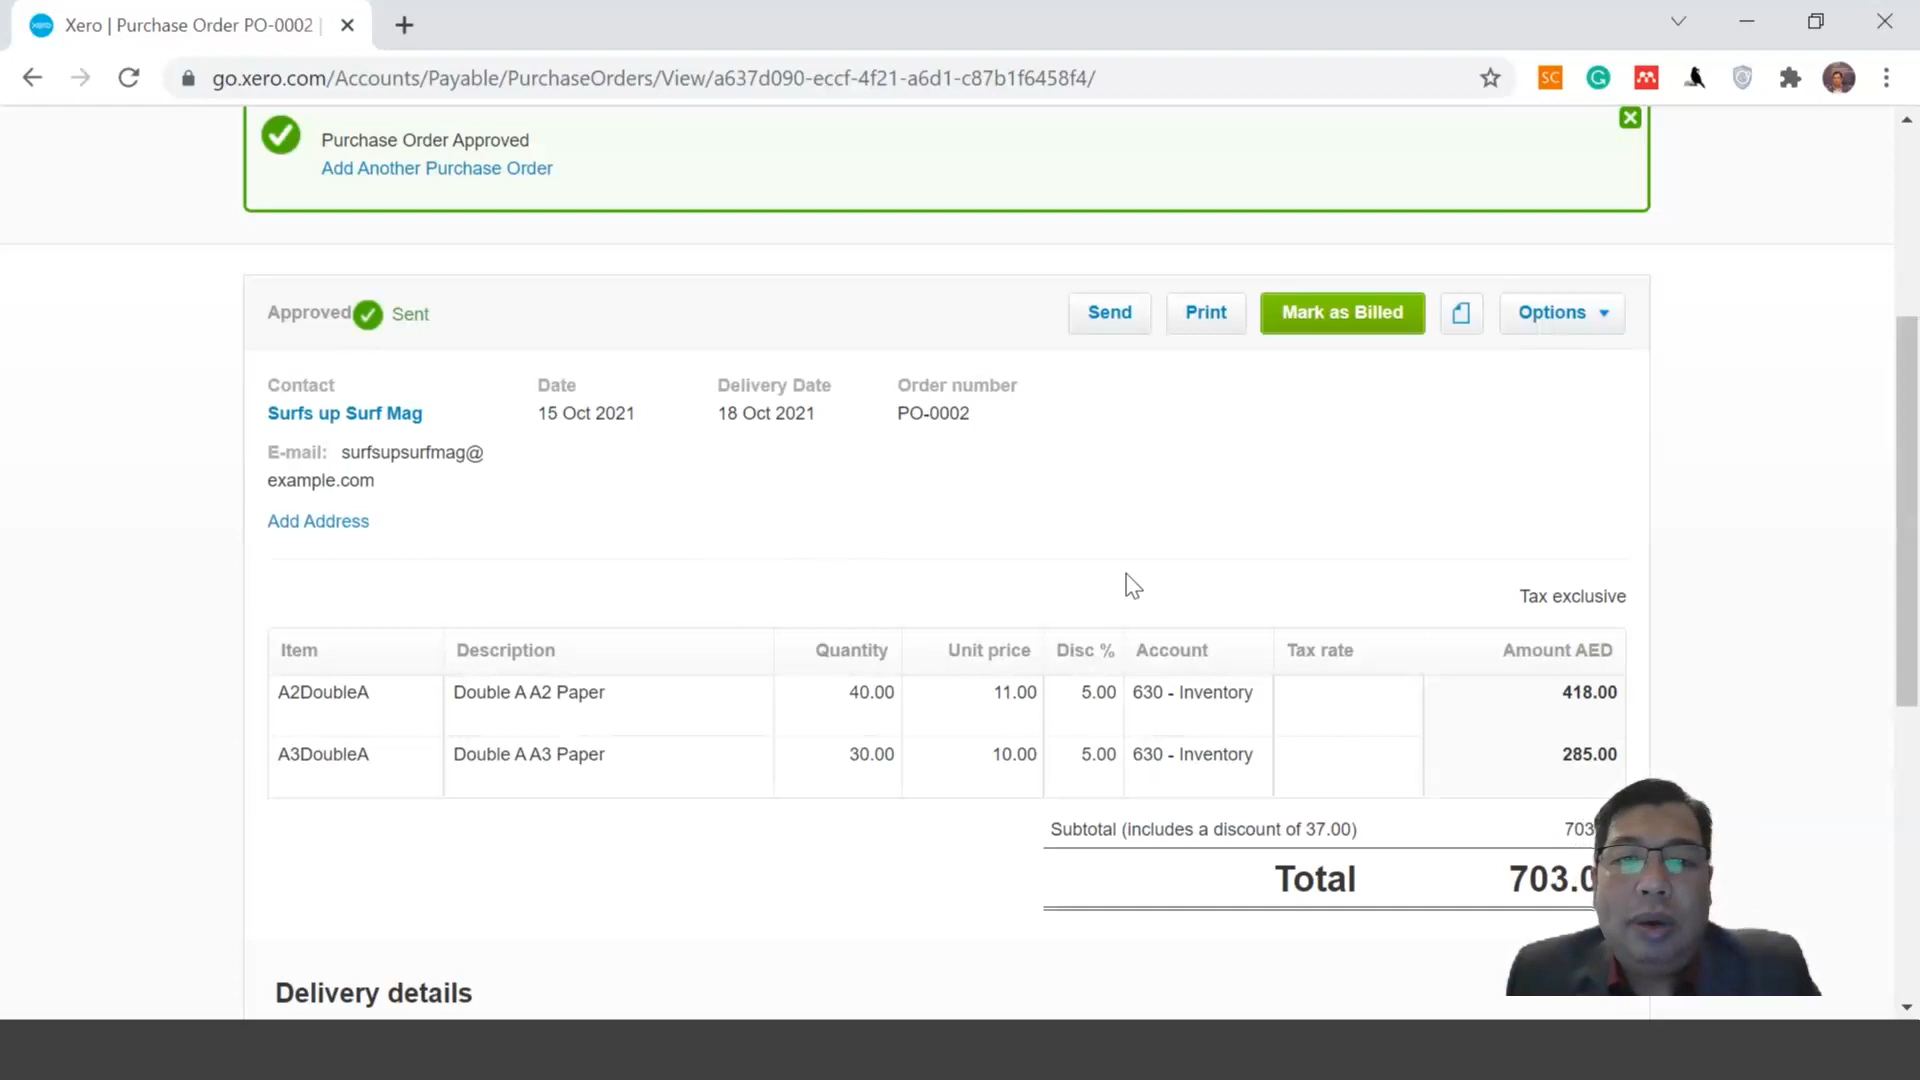 Xero | Purchase Order PO-0002 |
go.xero.com/Accounts/Payable/PurchaseOrders/View/a637d090-eccf-4f21-a6d1-c87b1f6458f4/
SC
Purchase Order Approved
Add Another Purchase Order
Approved Sent Send Print Mark as Billed Options
Contact Date Delivery Date Order number
Surfs up Surf Mag 15 Oct 2021 18 Oct 2021 PO-0002
E-mail: surfsupsurfmag@
example.com
Add Address
Tax exclusive
Item Description Quantity Unit price Disc % Account Tax rate Amount AED
A2DoubleA Double A A2 Paper 40.00 11.00 5.00 630 - Inventory 418.00
A3DoubleA Double A A3 Paper 30.00 10.00 5.00 630 - Inventory 285.00
Subtotal (includes a discount of 37.00) 703
Total 703.0
Delivery details